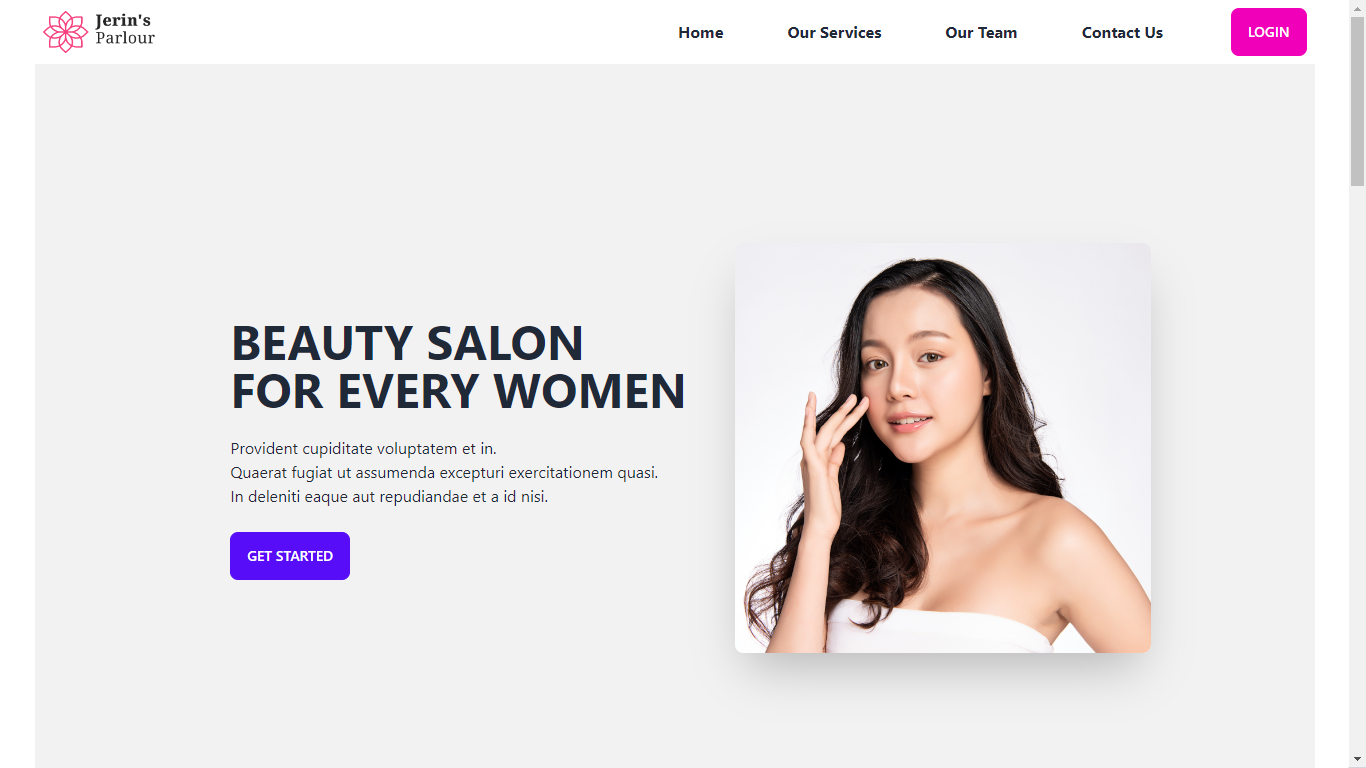 Jerin's
Parlour
Home
Our Services
Our Team
Contact Us
LOGIN
BEAUTY SALON
FOR EVERY WOMEN
Provident cupiditate voluptatem et in.
Quaerat fugiat ut assumenda excepturi exercitationem quasi.
In deleniti eaque aut repudiandae et a id nisi.
GET STARTED